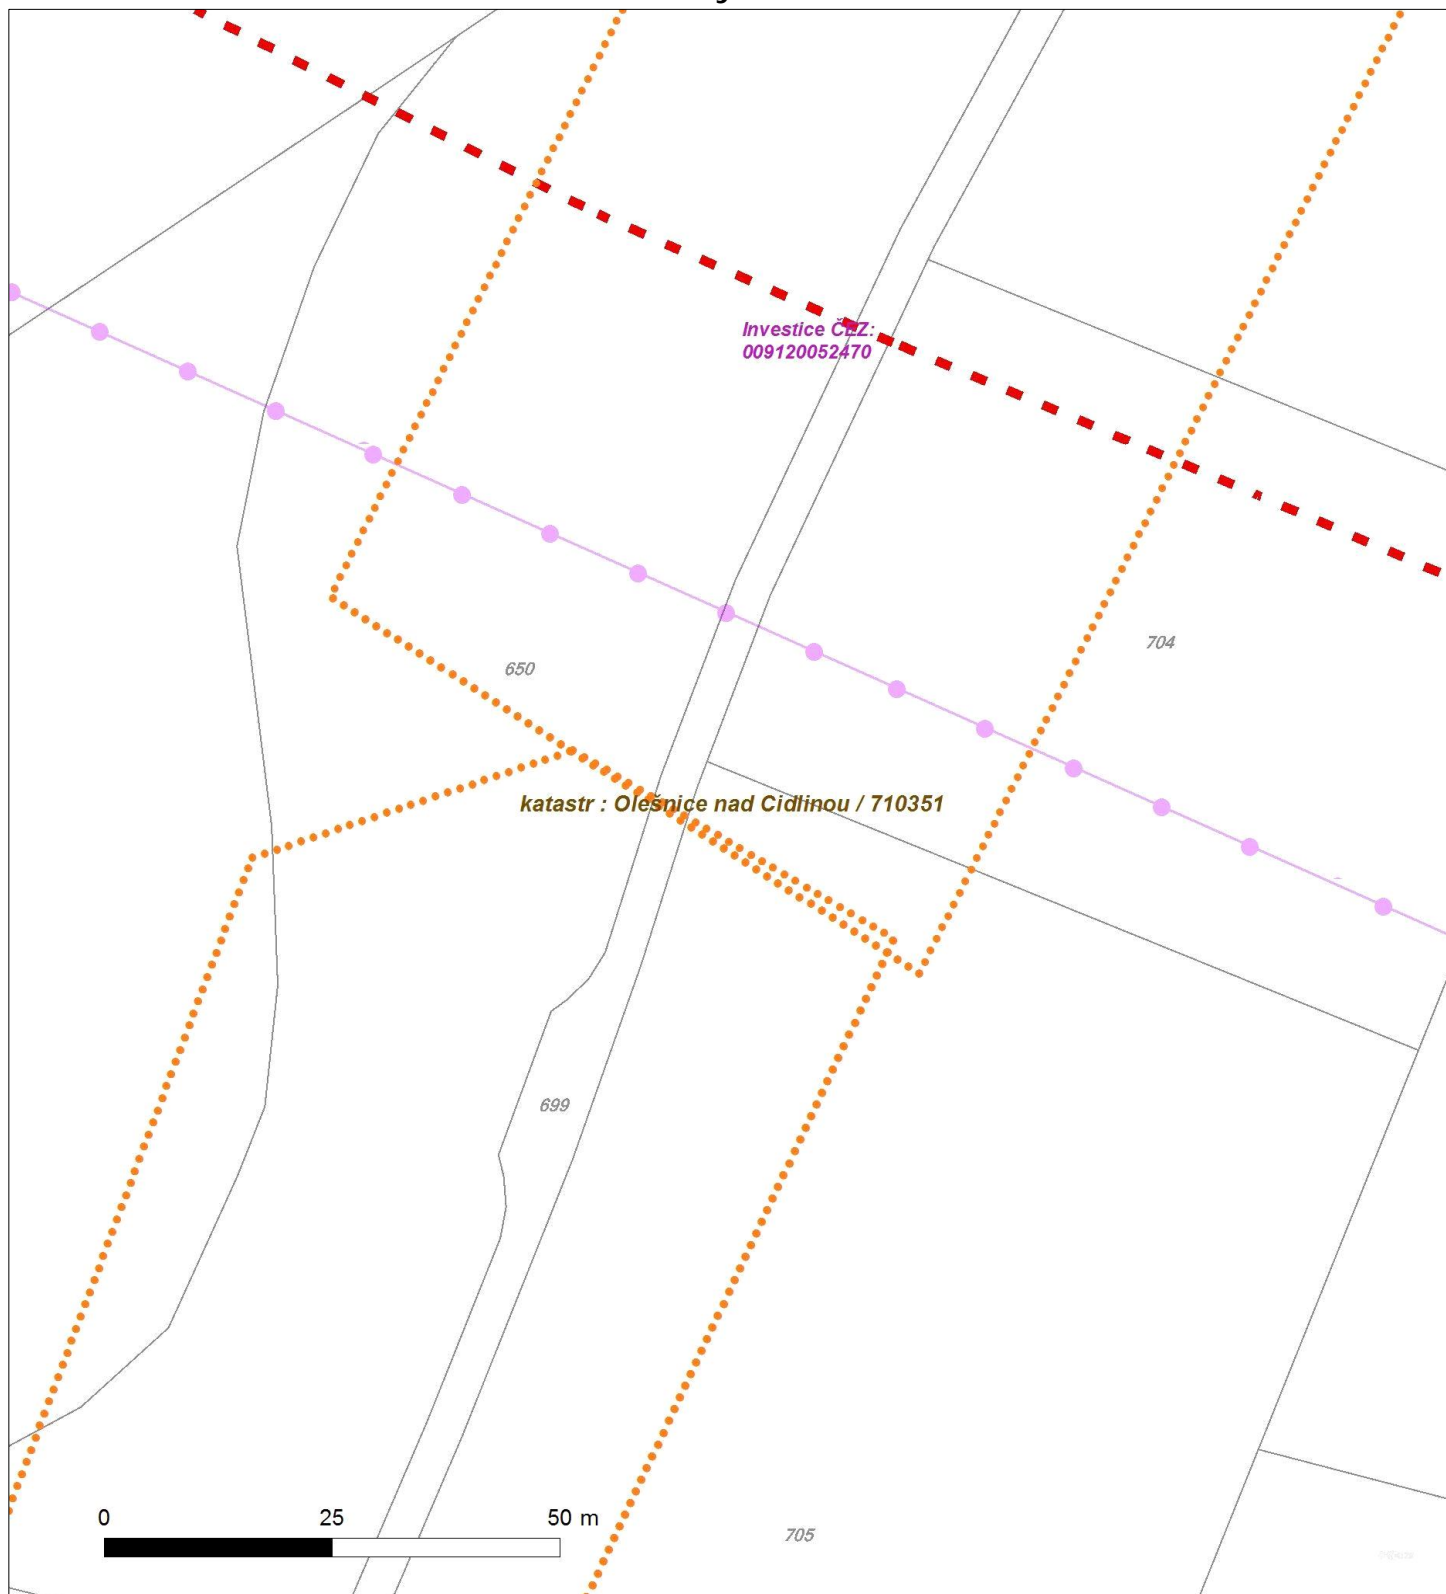 Investice ČEZ:
009120052470
704
650
katastr : Olešnice nad Cidlinou / 710351
699
0 25 50 m
705